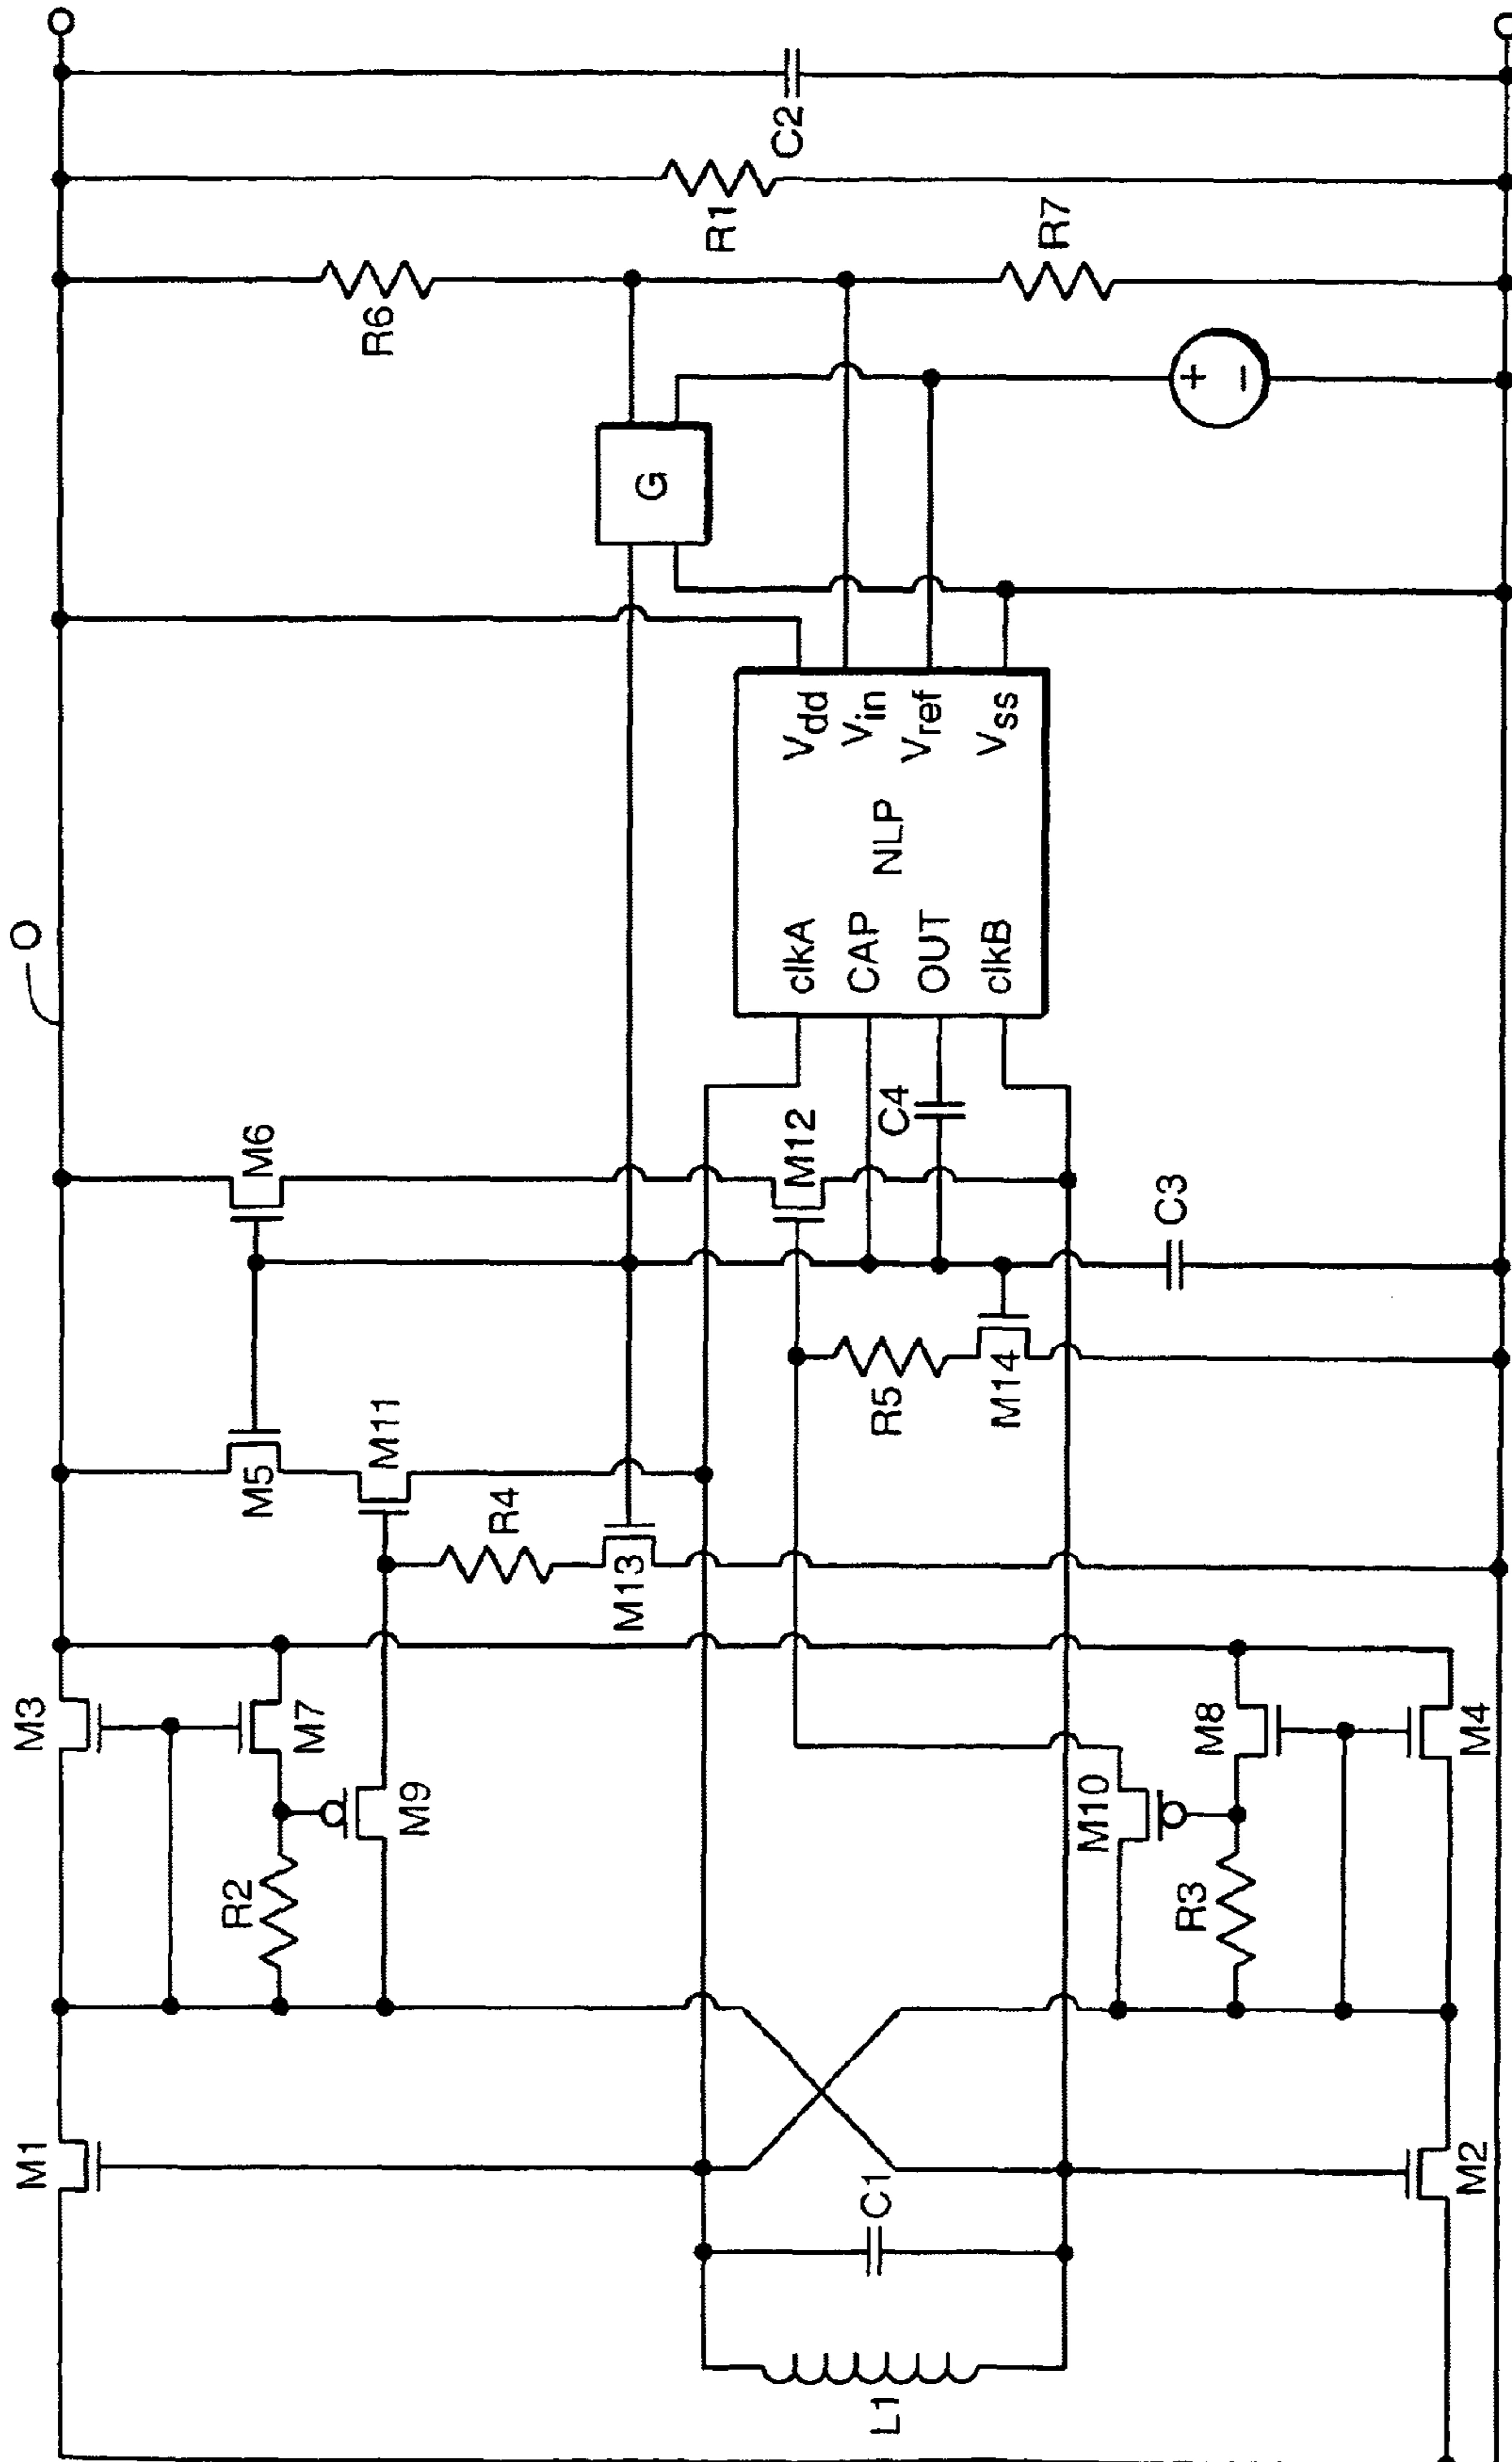 O
M1
M3
M5
M6
M7
M9
R2
M11
R4
M13
G
R6
R1
C2
R7
+
−
L1
C1
M12
R5
M14
C4
C3
clkA
CAP
OUT
clkB
NLP
Vdd
Vin
Vref
Vss
M10
R3
M8
M4
M2